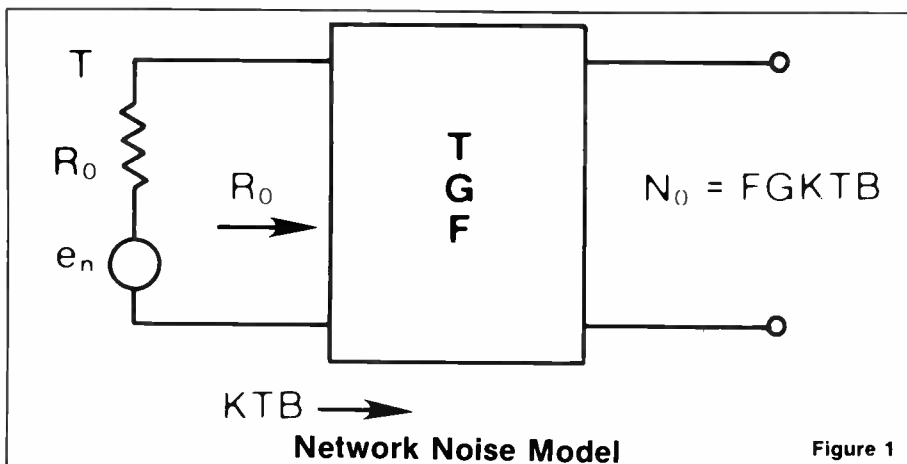 T
R₀
eₙ
R₀
T
G
F
N₀ = FGKTB
KTB
Network Noise Model
Figure 1